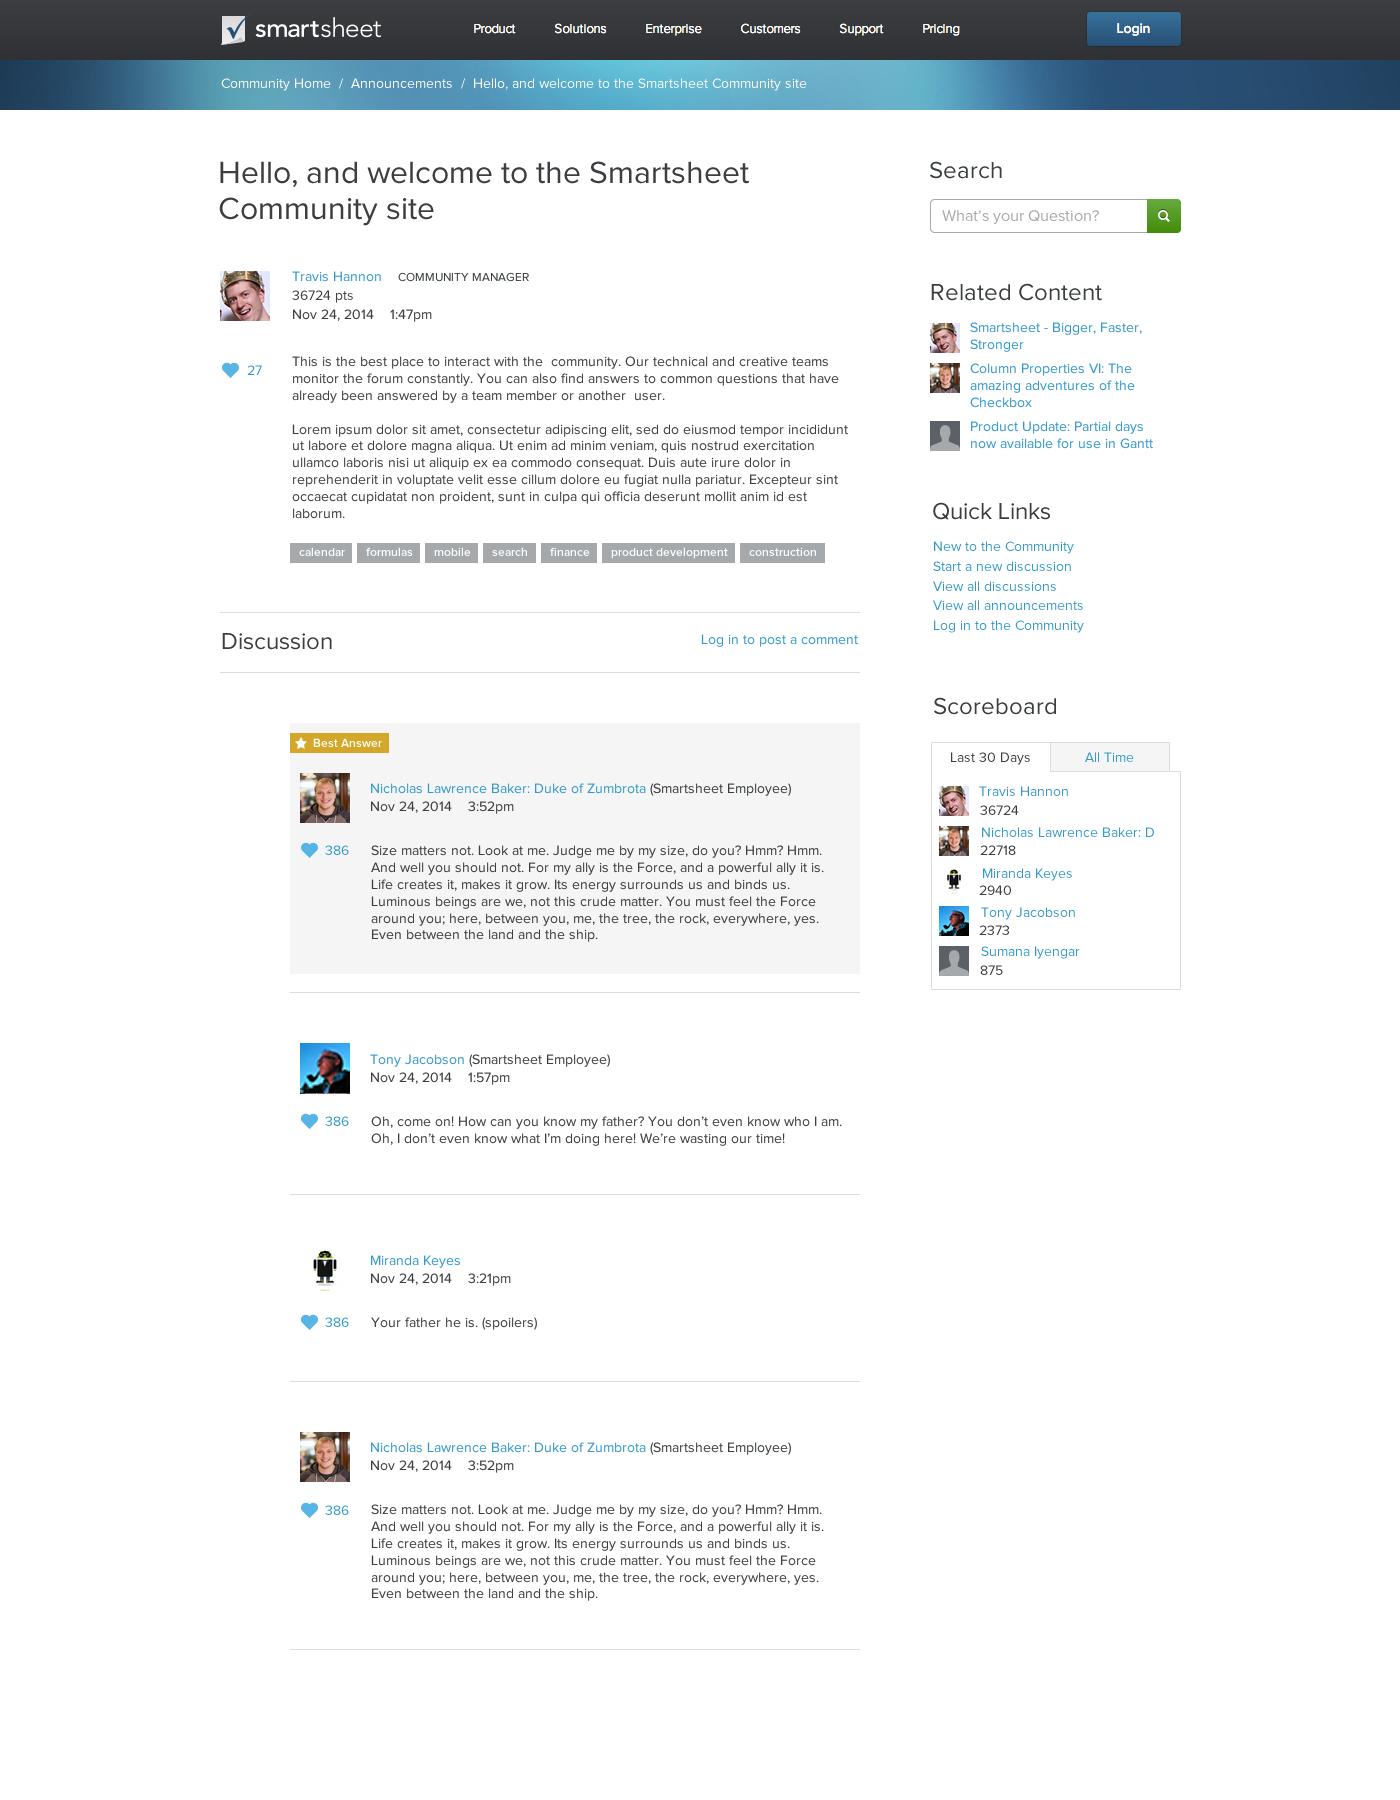 smartsheet
Product Solutions Enterprise Customers Support Pricing
Login
Community Home / Announcements / Hello, and welcome to the Smartsheet Community site
Hello, and welcome to the Smartsheet
Community site
Travis Hannon COMMUNITY MANAGER
36724 pts
Nov 24, 2014 1:47pm
27
This is the best place to interact with the community. Our technical and creative teams
monitor the forum constantly. You can also find answers to common questions that have
already been answered by a team member or another user.
Lorem ipsum dolor sit amet, consectetur adipiscing elit, sed do eiusmod tempor incididunt
ut labore et dolore magna aliqua. Ut enim ad minim veniam, quis nostrud exercitation
ullamco laboris nisi ut aliquip ex ea commodo consequat. Duis aute irure dolor in
reprehenderit in voluptate velit esse cillum dolore eu fugiat nulla pariatur. Excepteur sint
occaecat cupidatat non proident, sunt in culpa qui officia deserunt mollit anim id est
laborum.
calendar formulas mobile search finance product development construction
Discussion
Log in to post a comment
Best Answer
Nicholas Lawrence Baker: Duke of Zumbrota (Smartsheet Employee)
Nov 24, 2014 3:52pm
386
Size matters not. Look at me. Judge me by my size, do you? Hmm? Hmm.
And well you should not. For my ally is the Force, and a powerful ally it is.
Life creates it, makes it grow. Its energy surrounds us and binds us.
Luminous beings are we, not this crude matter. You must feel the Force
around you; here, between you, me, the tree, the rock, everywhere, yes.
Even between the land and the ship.
Tony Jacobson (Smartsheet Employee)
Nov 24, 2014 1:57pm
386
Oh, come on! How can you know my father? You don’t even know who I am.
Oh, I don’t even know what I’m doing here! We’re wasting our time!
Miranda Keyes
Nov 24, 2014 3:21pm
386
Your father he is. (spoilers)
Nicholas Lawrence Baker: Duke of Zumbrota (Smartsheet Employee)
Nov 24, 2014 3:52pm
386
Size matters not. Look at me. Judge me by my size, do you? Hmm? Hmm.
And well you should not. For my ally is the Force, and a powerful ally it is.
Life creates it, makes it grow. Its energy surrounds us and binds us.
Luminous beings are we, not this crude matter. You must feel the Force
around you; here, between you, me, the tree, the rock, everywhere, yes.
Even between the land and the ship.
Search
What’s your Question?
Related Content
Smartsheet - Bigger, Faster,
Stronger
Column Properties VI: The
amazing adventures of the
Checkbox
Product Update: Partial days
now available for use in Gantt
Quick Links
New to the Community
Start a new discussion
View all discussions
View all announcements
Log in to the Community
Scoreboard
Last 30 Days All Time
Travis Hannon
36724
Nicholas Lawrence Baker: D
22718
Miranda Keyes
2940
Tony Jacobson
2373
Sumana Iyengar
875